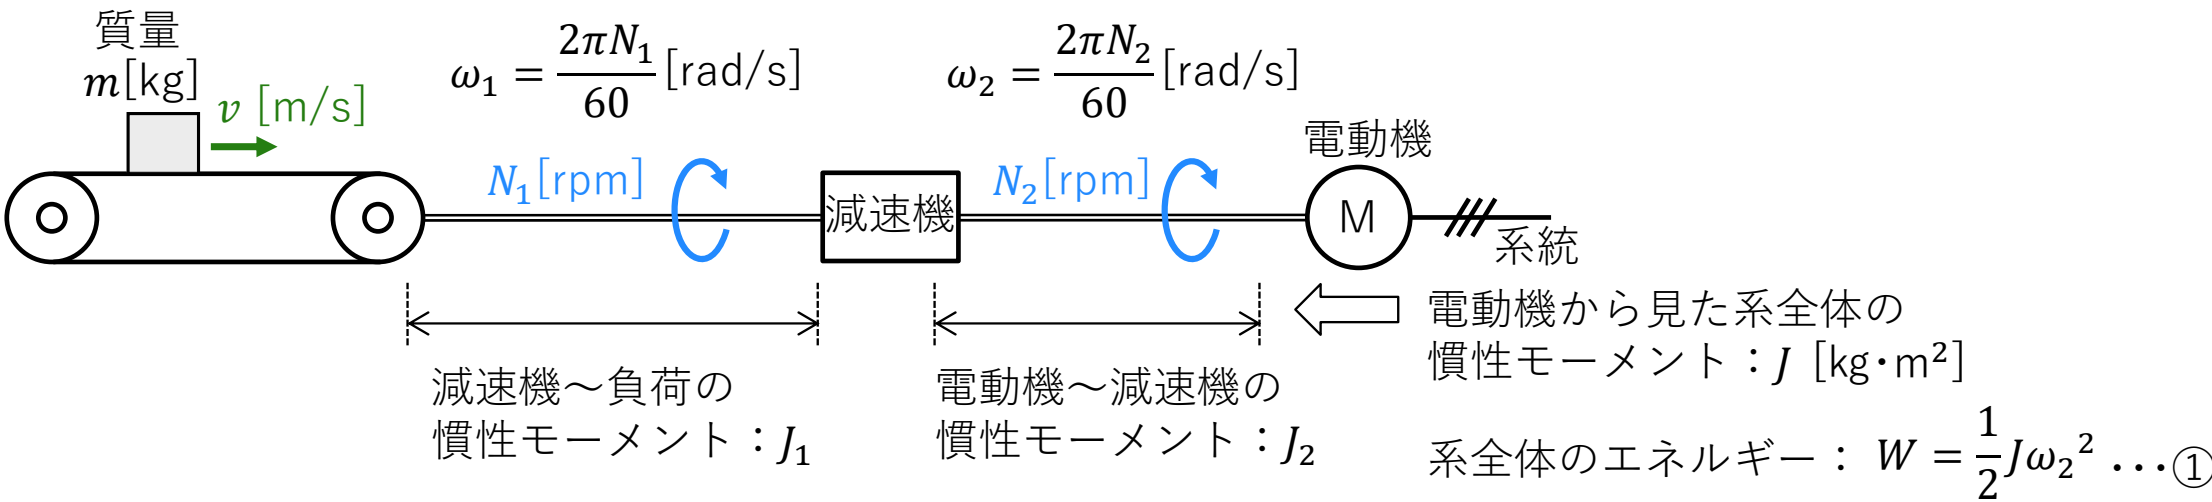 質量
m[kg]
v [m/s]
ω₁ = 2πN₁/60 [rad/s]
ω₂ = 2πN₂/60 [rad/s]
N₁[rpm]
減速機
N₂[rpm]
電動機
M
系統
減速機～負荷の
慣性モーメント：J₁
電動機～減速機の
慣性モーメント：J₂
電動機から見た系全体の
慣性モーメント：J [kg・m²]
系全体のエネルギー： W = 1/2 Jω₂² …①